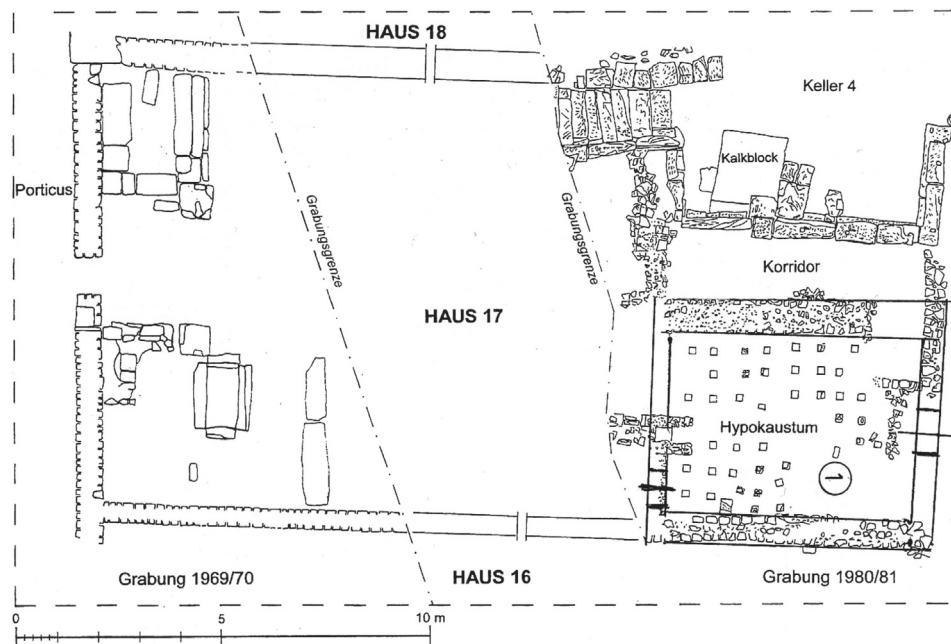 HAUS 18
Keller 4
Kalkblock
Porticus
Grabungsgrenze
Grabungsgrenze
Korridor
HAUS 17
Hypokaustum
1
Grabung 1969/70
HAUS 16
Grabung 1980/81
0 5 10 m